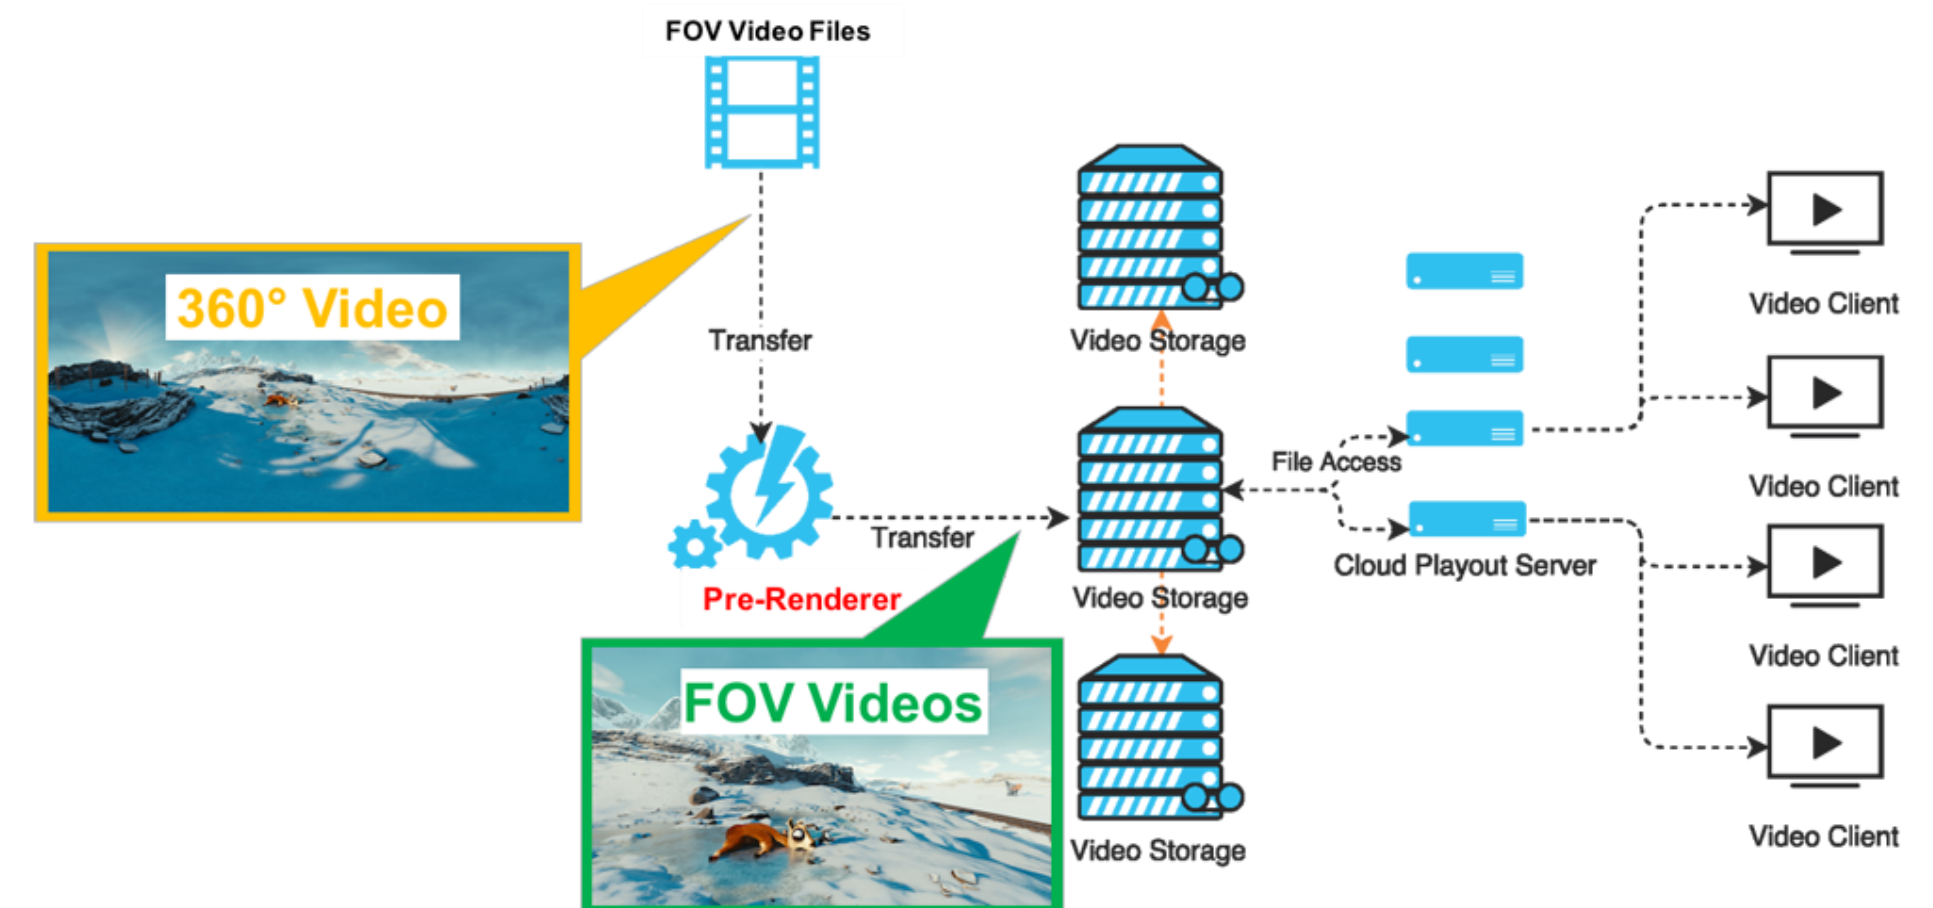 FOV Video Files
360° Video
Transfer
Transfer
Pre-Renderer
FOV Videos
Video Storage
Video Storage
Video Storage
File Access
Cloud Playout Server
Video Client
Video Client
Video Client
Video Client